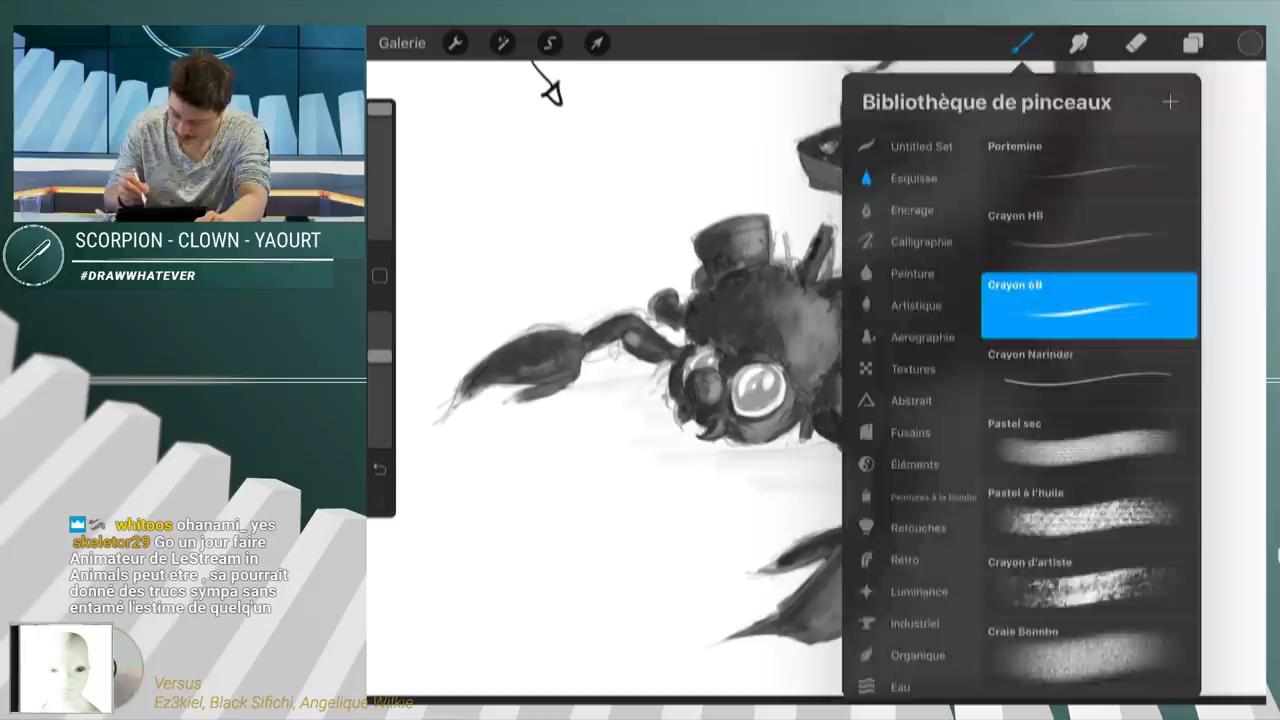 Galerie
Bibliothèque de pinceaux
Untitled Set
Esquisse
Encrage
Calligraphie
Peinture
Artistique
Aérographie
Textures
Abstrait
Fusains
Éléments
Peintures à la bombe
Retouches
Rétro
Luminance
Industriel
Organique
Eau
Portemine
Crayon HB
Crayon 6B
Crayon Narinder
Pastel sec
Pastel à l'huile
Crayon d'artiste
Craie Bonobo
SCORPION - CLOWN - YAOURT
#DRAWWHATEVER
whitoos ohanami_ yes
skeletor29 Go un jour faire
Animateur de LeStream in
Animals peut etre , sa pourrait
donné des trucs sympa sans
entamé l'estime de quelq'un
Versus
Ez3kiel, Black Sifichi, Angelique Wilkie